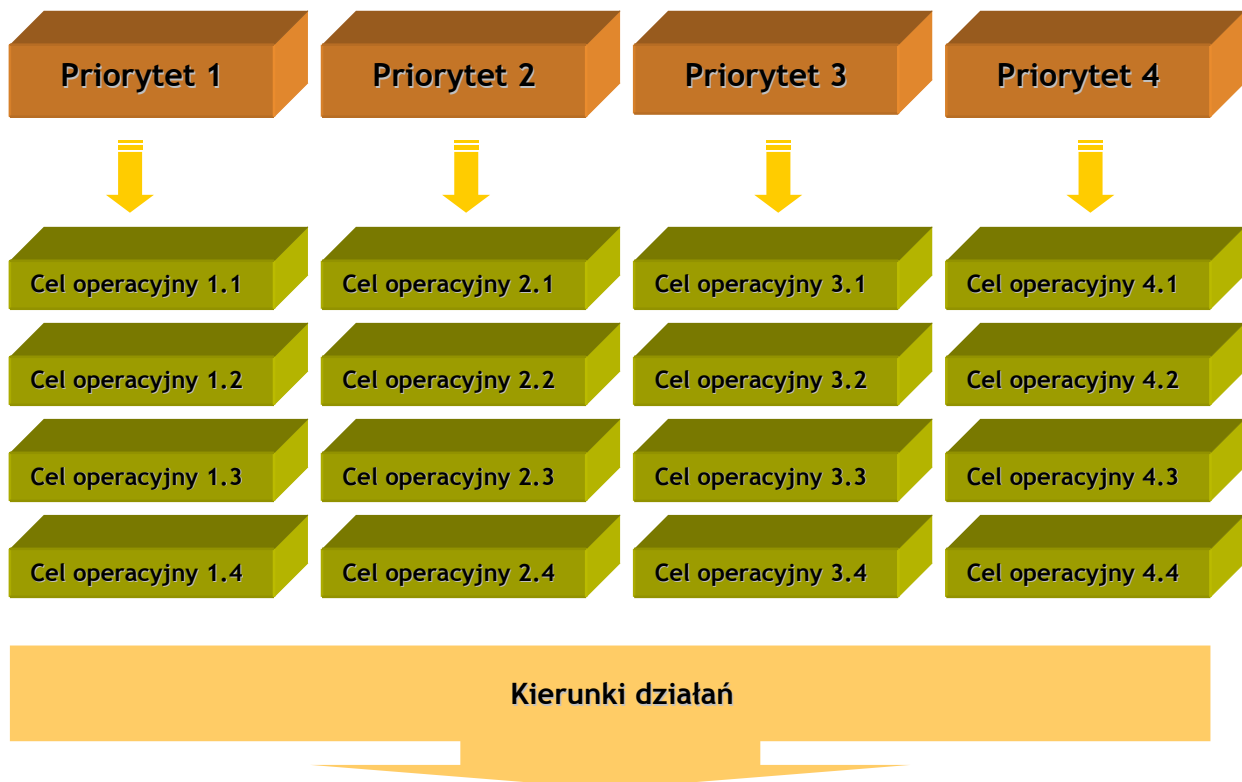 Priorytet 1
Priorytet 2
Priorytet 3
Priorytet 4
Cel operacyjny 1.1
Cel operacyjny 2.1
Cel operacyjny 3.1
Cel operacyjny 4.1
Cel operacyjny 1.2
Cel operacyjny 2.2
Cel operacyjny 3.2
Cel operacyjny 4.2
Cel operacyjny 1.3
Cel operacyjny 2.3
Cel operacyjny 3.3
Cel operacyjny 4.3
Cel operacyjny 1.4
Cel operacyjny 2.4
Cel operacyjny 3.4
Cel operacyjny 4.4
Kierunki działań